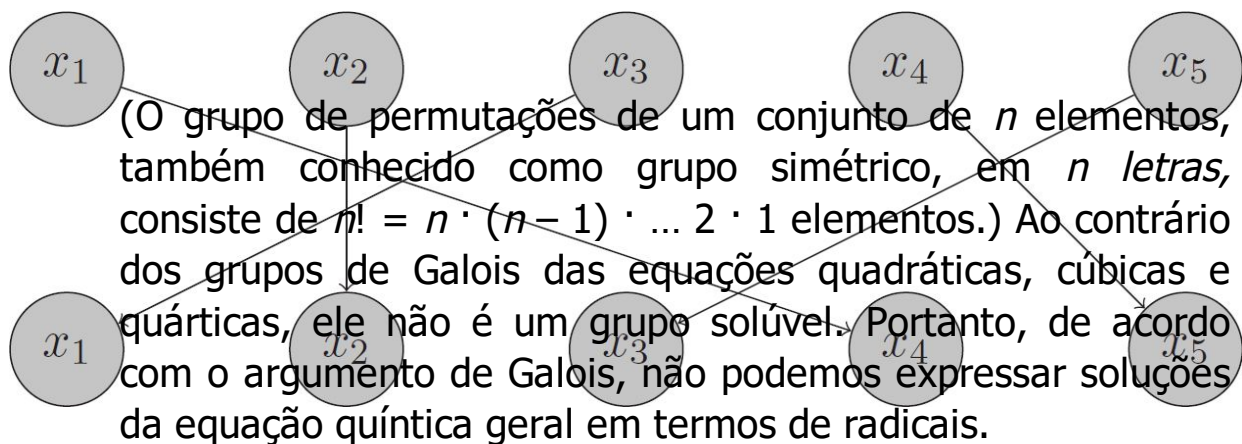 x₁ x₂ x₃ x₄ x₅
(O grupo de permutações de um conjunto de n elementos,
também conhecido como grupo simétrico, em n letras,
consiste de n! = n · (n – 1) · ... 2 · 1 elementos.) Ao contrário
dos grupos de Galois das equações quadráticas, cúbicas e
quárticas, ele não é um grupo solúvel. Portanto, de acordo
x₁ x₂ x₃ x₄ x₅
com o argumento de Galois, não podemos expressar soluções
da equação quíntica geral em termos de radicais.